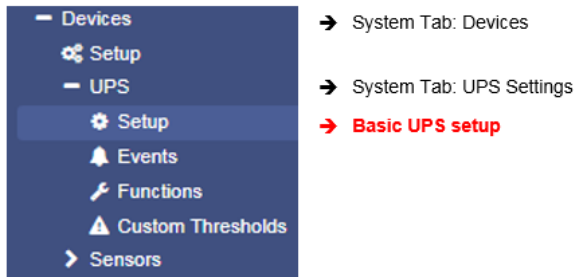 Devices → System Tab: Devices
Setup
UPS → System Tab: UPS Settings
Setup → Basic UPS setup
Events
Functions
Custom Thresholds
Sensors